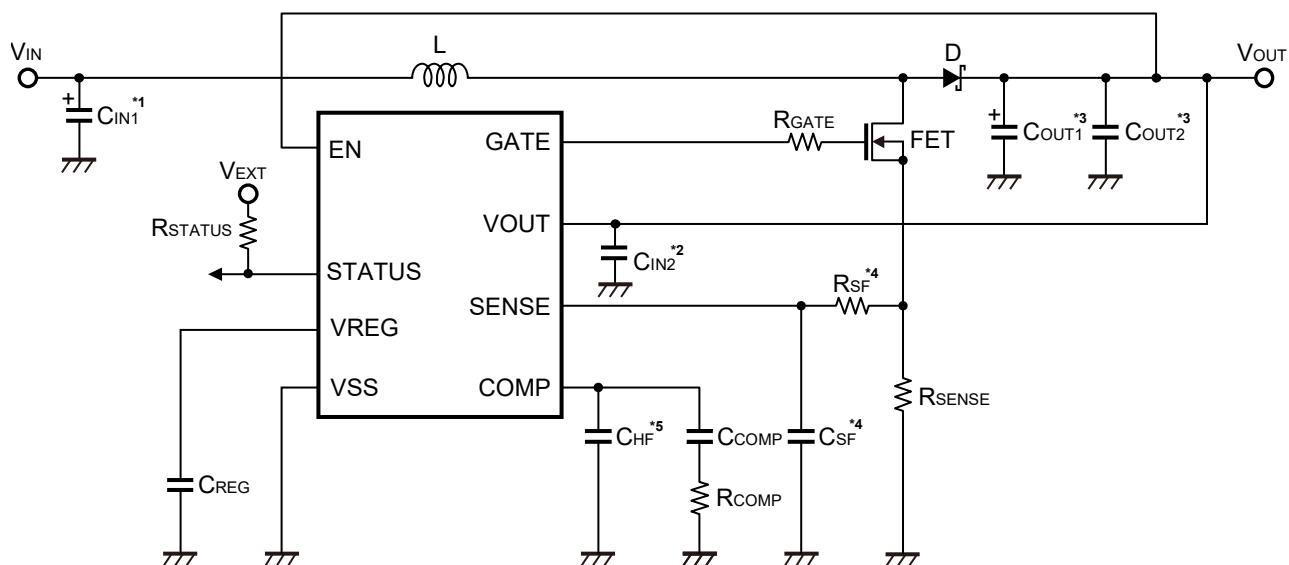 VIN
L
D
VOUT
CIN1*1
RGATE
FET
COUT1*3
COUT2*3
EN
GATE
VEXT
RSTATUS
VOUT
CIN2*2
STATUS
RSF*4
SENSE
VREG
RSENSE
VSS
COMP
CHF*5
CCOMP
CSF*4
CREG
RCOMP
+
+